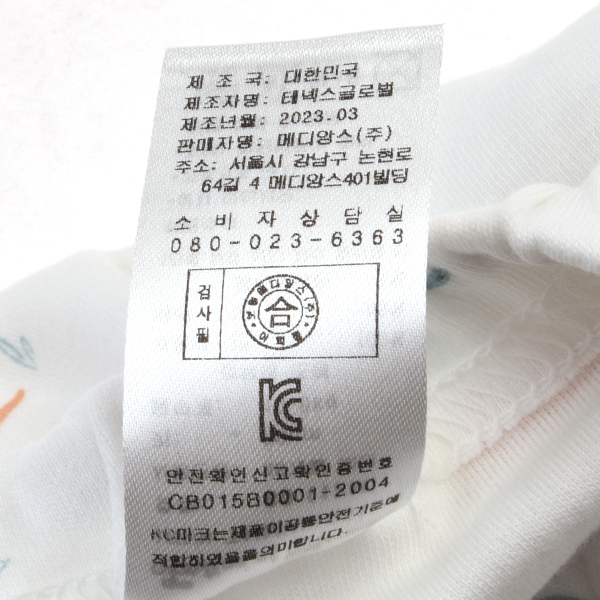 제 조 국: 대한민국
제조자명: 테넥스글로벌
제조년월: 2023.03
판매자명: 메디앙스(주)
주소: 서울시 강남구 논현로
64길 4 메디앙스401빌딩
소 비 자 상 담 실
080-023-6363
검사필
합
안전확인신고확인증번호
CB015B0001-2004
KC마크는제품이공통안전기준에
적합하였음을의미합니다.